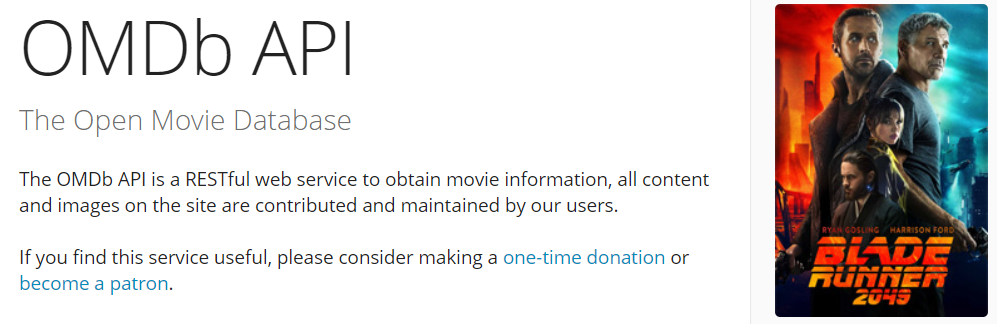 OMDb API
The Open Movie Database
The OMDb API is a RESTful web service to obtain movie information, all content
and images on the site are contributed and maintained by our users.
If you find this service useful, please consider making a one-time donation or
become a patron.
RYAN GOSLING HARRISON FORD
BLADE
RUNNER
2049